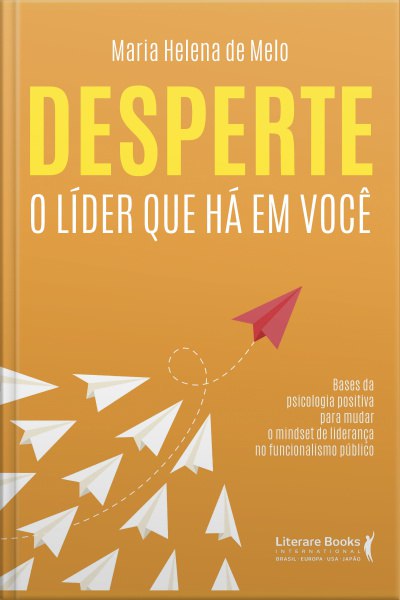 Maria Helena de Melo
DESPERTE
O LÍDER QUE HÁ EM VOCÊ
Bases da
psicologia positiva
para mudar
o mindset de liderança
no funcionalismo público
Literare Books
INTERNATIONAL
BRASIL · EUROPA · USA · JAPÃO